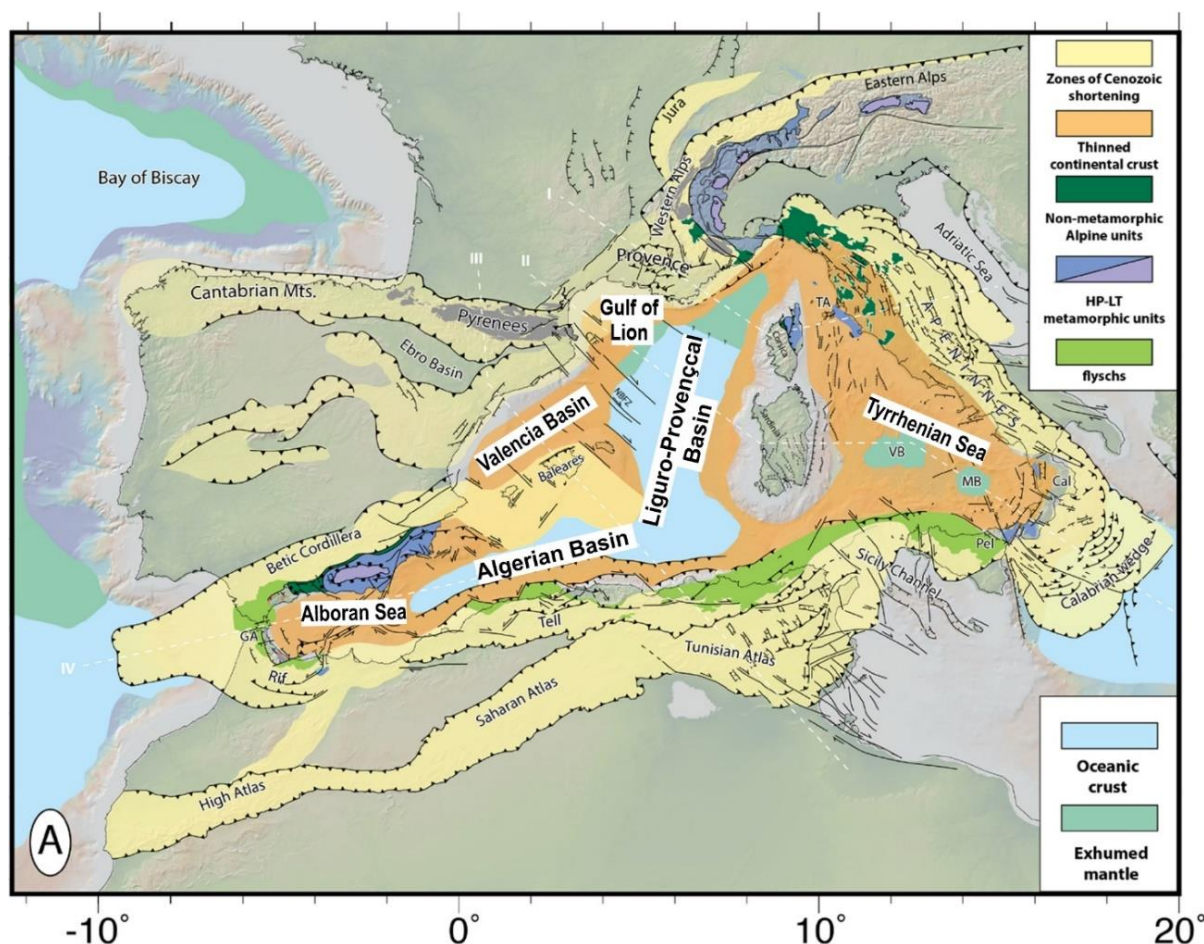 Zones of Cenozoic
shortening
Thinned
continental crust
Non-metamorphic
Alpine units
HP-LT
metamorphic units
flyschs
Eastern Alps
Jura
Western Alps
Bay of Biscay
I
II
III
Provence
Adriatic Sea
Cantabrian Mts.
Pyrenees
Gulf of
Lion
CF
TA
APENNINES
Corsica
Ebro Basin
NBFZ
Valencia Basin
Liguro-Provençcal
Basin
Sardinia
Tyrrhenian Sea
Baleares
VB
MB
Cal
Betic Cordillera
Algerian Basin
Pel
Sicily Channel
Calabrian wedge
Alboran Sea
GA
Tell
IV
Rif
Tunisian Atlas
Saharan Atlas
High Atlas
A
Oceanic
crust
Exhumed
mantle
-10° 0° 10° 20°